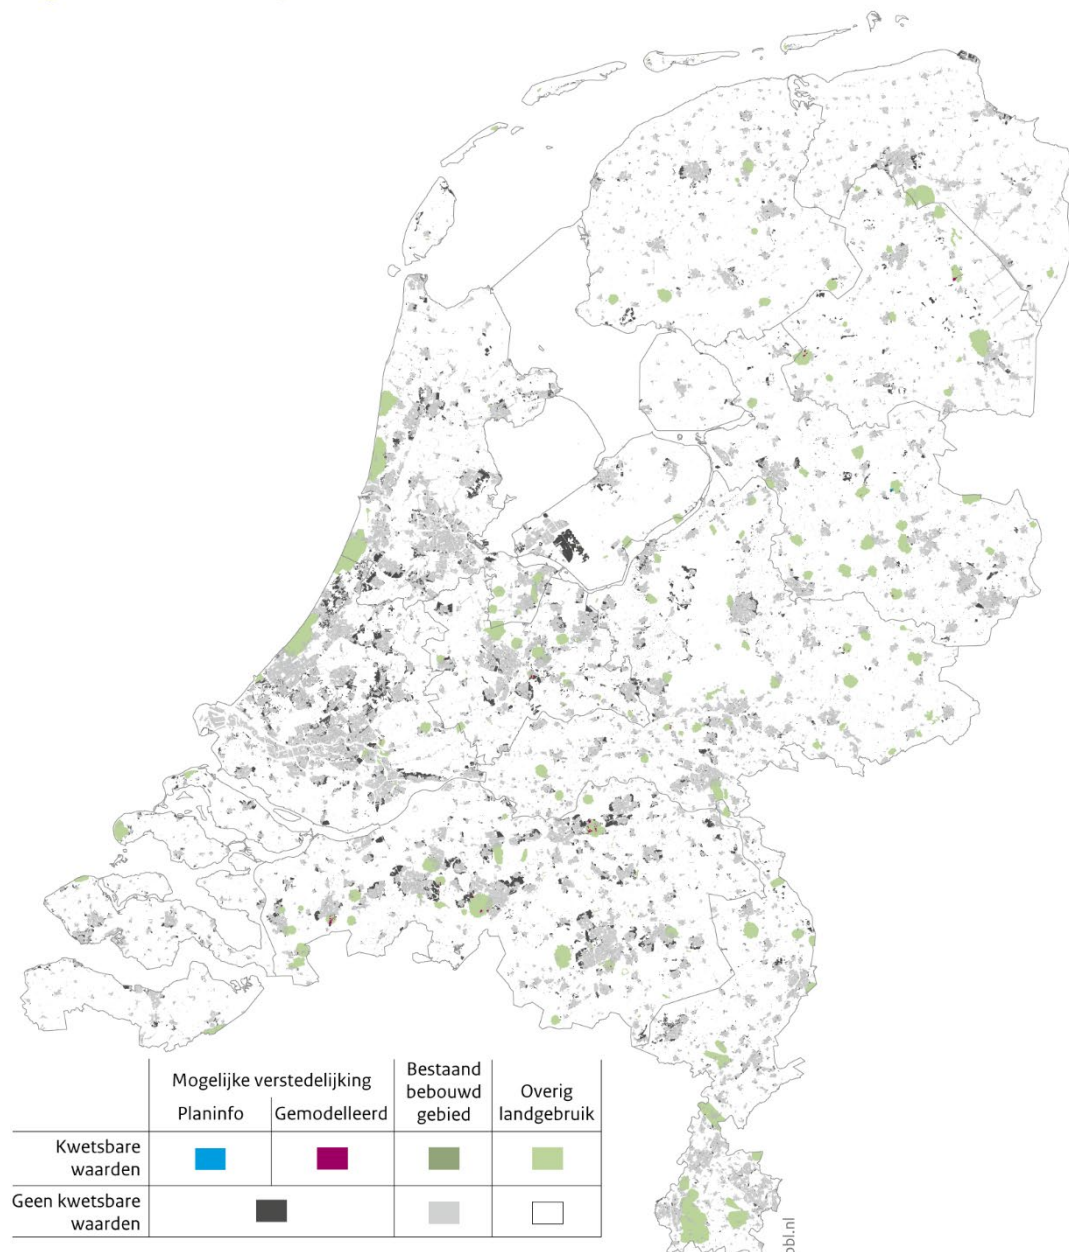 Mogelijke verstedelijking
Bestaand
bebouwd
gebied
Overig
landgebruik
Planinfo
Gemodelleerd
Kwetsbare
waarden
Geen kwetsbare
waarden
pbl.nl